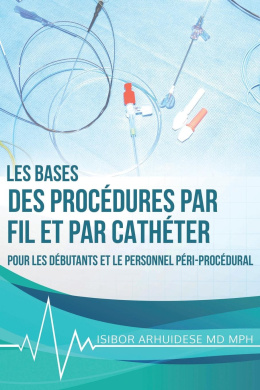 LES BASES
DES PROCÉDURES PAR
FIL ET PAR CATHÉTER
POUR LES DÉBUTANTS ET LE PERSONNEL PÉRI-PROCÉDURAL
ISIBOR ARHUIDESE MD MPH